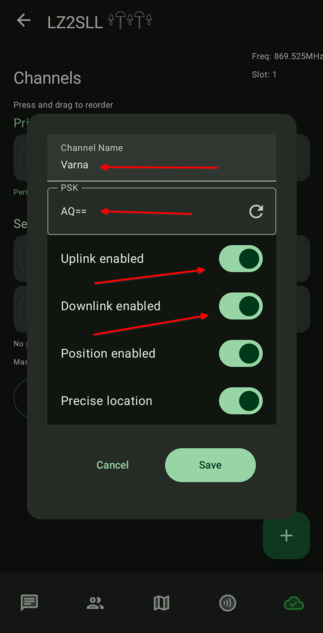 LZ2SLL
Freq: 869.525MHz
Slot: 1
Channels
Press and drag to reorder
Pri
Channel Name
Varna
Peri
PSK
AQ==
Se
Uplink enabled
Downlink enabled
No p
Position enabled
Mar
Precise location
Cancel
Save